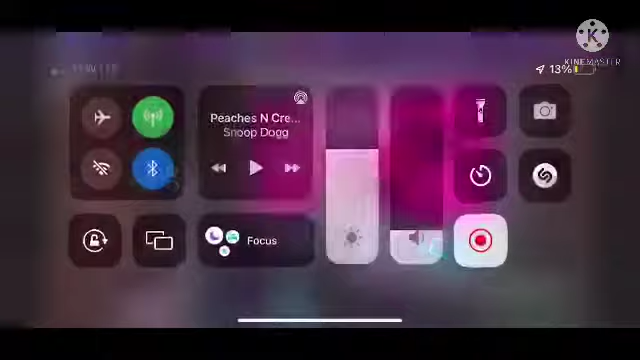 K
KINEMASTER
13%
Peaches N Cre...
Snoop Dogg
Focus